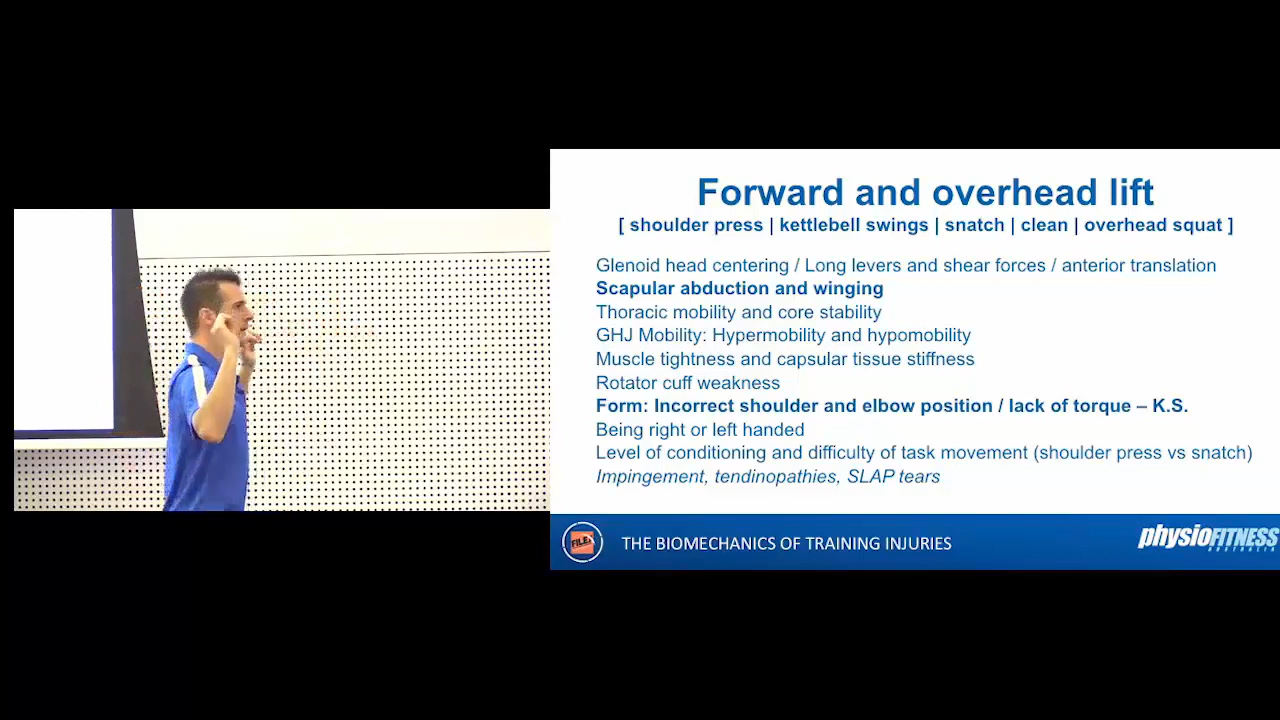 Forward and overhead lift
[ shoulder press | kettlebell swings | snatch | clean | overhead squat ]
Glenoid head centering / Long levers and shear forces / anterior translation
Scapular abduction and winging
Thoracic mobility and core stability
GHJ Mobility: Hypermobility and hypomobility
Muscle tightness and capsular tissue stiffness
Rotator cuff weakness
Form: Incorrect shoulder and elbow position / lack of torque – K.S.
Being right or left handed
Level of conditioning and difficulty of task movement (shoulder press vs snatch)
Impingement, tendinopathies, SLAP tears
FILEX
THE BIOMECHANICS OF TRAINING INJURIES
physioFITNESS
AUSTRALIA